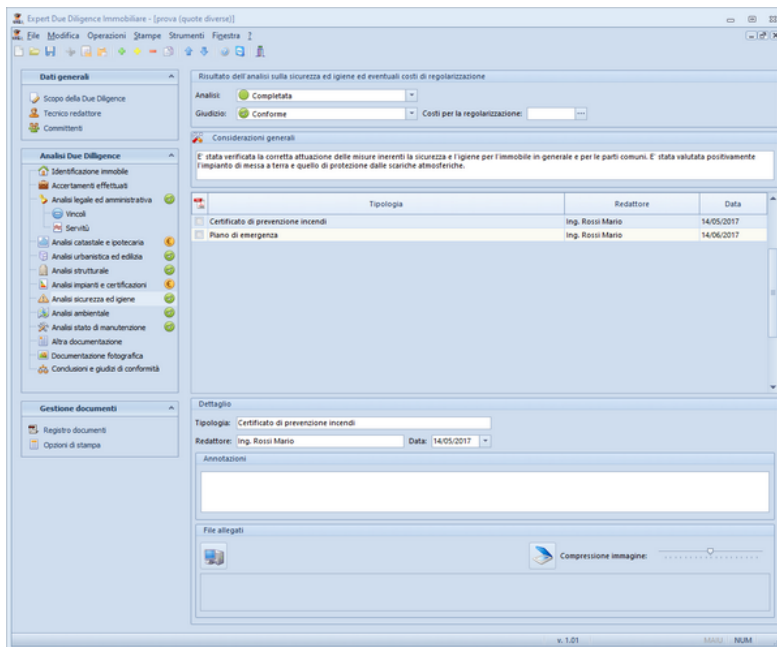 Expert Due Diligence Immobiliare - [prova (quote diverse)]
File Modifica Operazioni Stampe Strumenti Finestra ?
Dati generali
Scopo della Due Diligence
Tecnico redattore
Committenti
Analisi Due Dilligence
Identificazione immobile
Accertamenti effettuati
Analisi legale ed amministrativa
Vincoli
Servitù
Analisi catastale e ipotecaria
Analisi urbanistica ed edilizia
Analisi strutturale
Analisi impianti e certificazioni
Analisi sicurezza ed igiene
Analisi ambientale
Analisi stato di manutenzione
Altra documentazione
Documentazione fotografica
Conclusioni e giudizi di conformità
Gestione documenti
Registro documenti
Opzioni di stampa
Risultato dell'analisi sulla sicurezza ed igiene ed eventuali costi di regolarizzazione
Analisi: Completata
Giudizio: Conforme Costi per la regolarizzazione:
Considerazioni generali
E' stata verificata la corretta attuazione delle misure inerenti la sicurezza e l'igiene per l'immobile in generale e per le parti comuni. E' stata valutata positivamente
l'impianto di messa a terra e quello di protezione dalle scariche atmosferiche.
Tipologia Redattore Data
Certificato di prevenzione incendi Ing. Rossi Mario 14/05/2017
Piano di emergenza Ing. Rossi Mario 14/06/2017
Dettaglio
Tipologia: Certificato di prevenzione incendi
Redattore: Ing. Rossi Mario Data: 14/05/2017
Annotazioni
File allegati
Compressione immagine:
v. 1.01 MAIU NUM